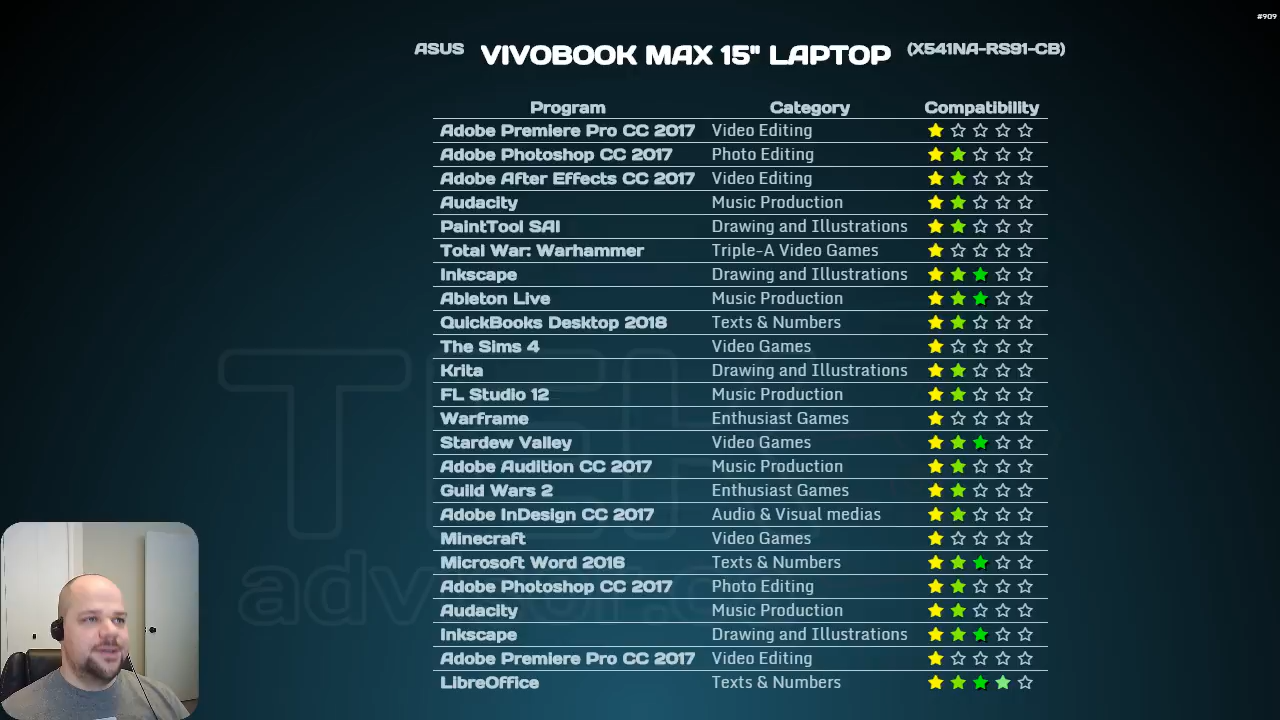 #909
ASUS VIVOBOOK MAX 15" LAPTOP (X541NA-RS91-CB)
Program Category Compatibility
Adobe Premiere Pro CC 2017 Video Editing
Adobe Photoshop CC 2017 Photo Editing
Adobe After Effects CC 2017 Video Editing
Audacity Music Production
PaintTool SAI Drawing and Illustrations
Total War: Warhammer Triple-A Video Games
Inkscape Drawing and Illustrations
Ableton Live Music Production
QuickBooks Desktop 2018 Texts & Numbers
The Sims 4 Video Games
Krita Drawing and Illustrations
FL Studio 12 Music Production
Warframe Enthusiast Games
Stardew Valley Video Games
Adobe Audition CC 2017 Music Production
Guild Wars 2 Enthusiast Games
Adobe InDesign CC 2017 Audio & Visual medias
Minecraft Video Games
Microsoft Word 2016 Texts & Numbers
Adobe Photoshop CC 2017 Photo Editing
Audacity Music Production
Inkscape Drawing and Illustrations
Adobe Premiere Pro CC 2017 Video Editing
LibreOffice Texts & Numbers